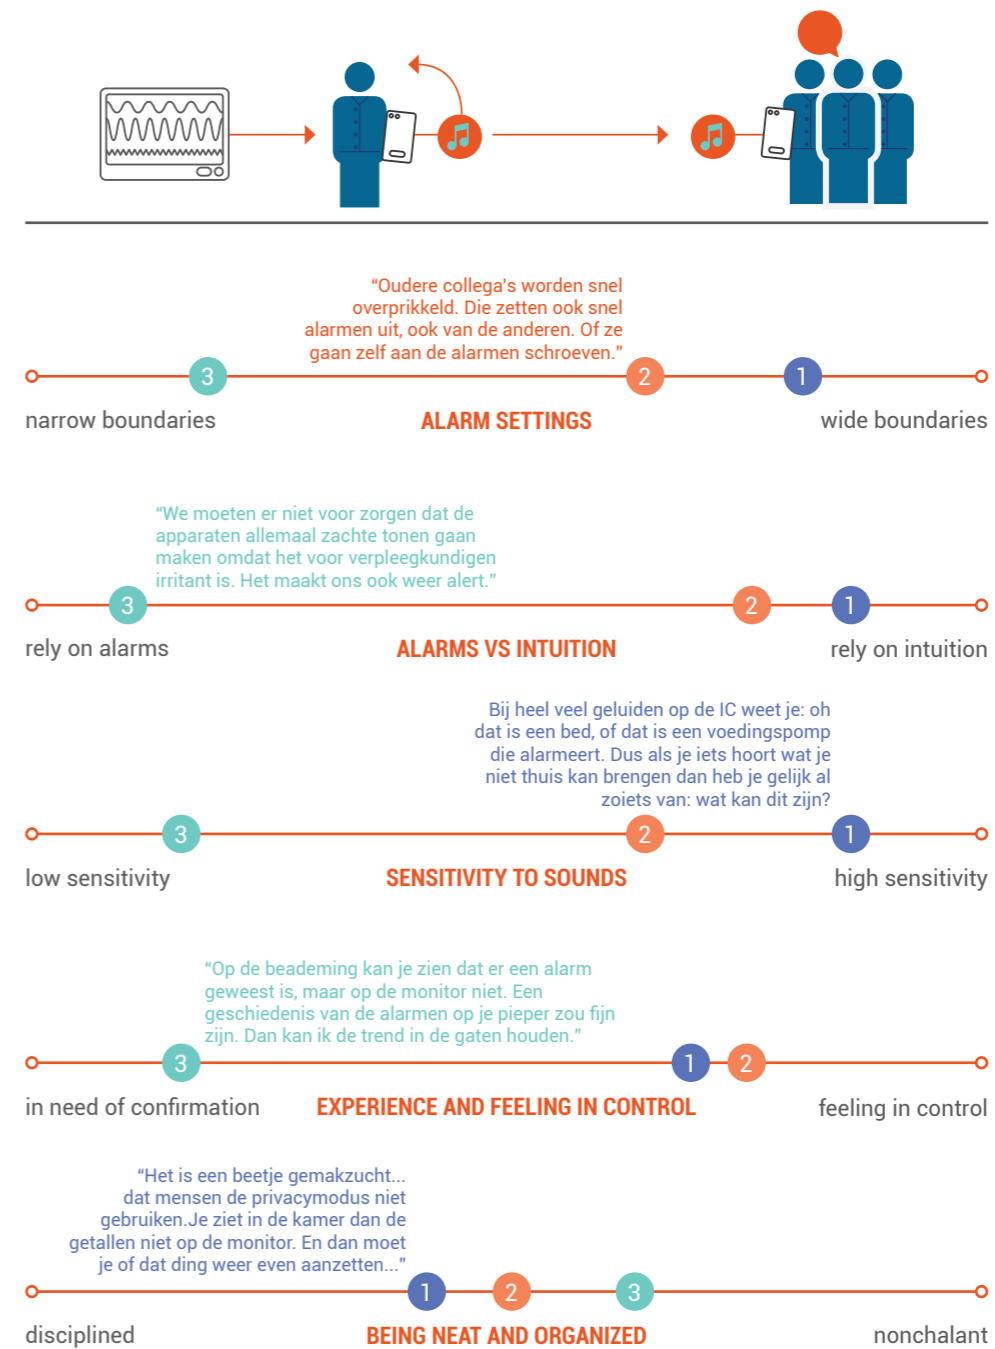 “Oudere collega's worden snel
overprikkeld. Die zetten ook snel
alarmen uit, ook van de anderen. Of ze
gaan zelf aan de alarmen schroeven.”
3
2
1
narrow boundaries
ALARM SETTINGS
wide boundaries
“We moeten er niet voor zorgen dat de
apparaten allemaal zachte tonen gaan
maken omdat het voor verpleegkundigen
irritant is. Het maakt ons ook weer alert.”
3
2
1
rely on alarms
ALARMS VS INTUITION
rely on intuition
Bij heel veel geluiden op de IC weet je: oh
dat is een bed, of dat is een voedingspomp
die alarmeert. Dus als je iets hoort wat je
niet thuis kan brengen dan heb je gelijk al
zoiets van: wat kan dit zijn?
3
2
1
low sensitivity
SENSITIVITY TO SOUNDS
high sensitivity
“Op de beademing kan je zien dat er een alarm
geweest is, maar op de monitor niet. Een
geschiedenis van de alarmen op je pieper zou fijn
zijn. Dan kan ik de trend in de gaten houden.”
3
1
2
in need of confirmation
EXPERIENCE AND FEELING IN CONTROL
feeling in control
“Het is een beetje gemakzucht...
dat mensen de privacymodus niet
gebruiken.Je ziet in de kamer dan de
getallen niet op de monitor. En dan moet
je of dat ding weer even aanzetten...”
1
2
3
disciplined
BEING NEAT AND ORGANIZED
nonchalant